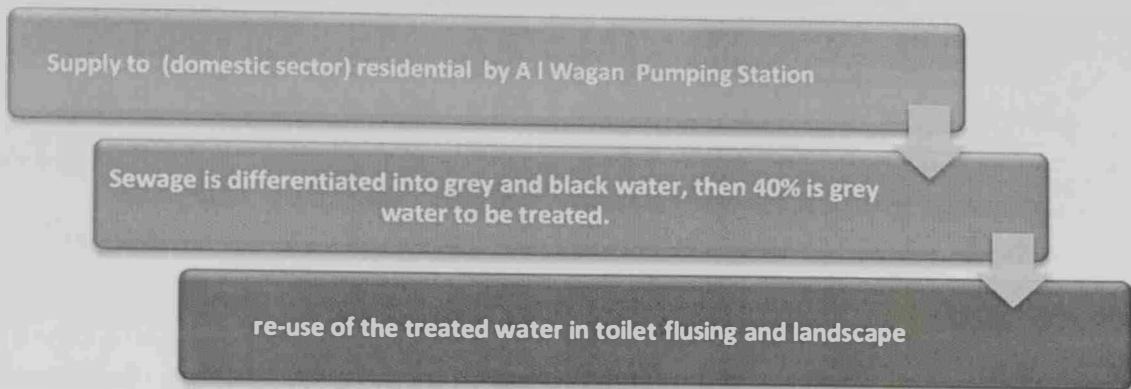 Supply to (domestic sector) residential by A l Wagan Pumping Station
Sewage is differentiated into grey and black water, then 40% is grey
water to be treated.
re-use of the treated water in toilet flusing and landscape